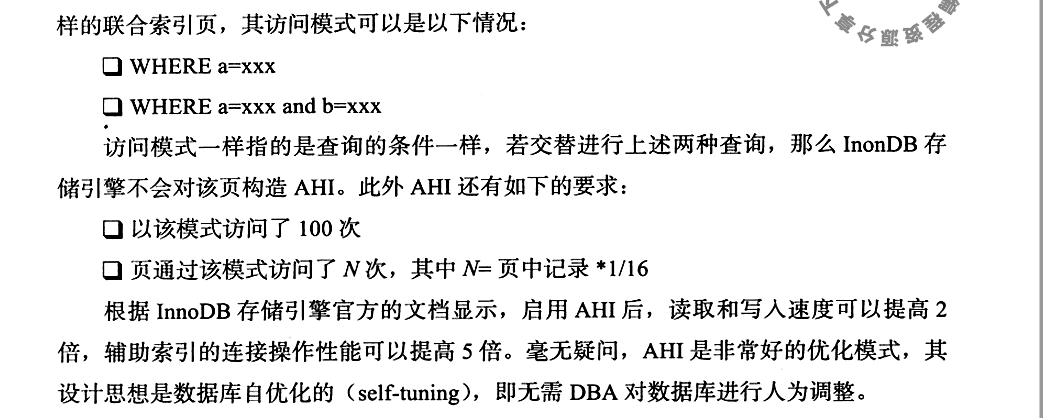 样的联合索引页，其访问模式可以是以下情况：
❑ WHERE a=xxx
❑ WHERE a=xxx and b=xxx
访问模式一样指的是查询的条件一样，若交替进行上述两种查询，那么 InonDB 存
储引擎不会对该页构造 AHI。此外 AHI 还有如下的要求：
❑ 以该模式访问了 100 次
❑ 页通过该模式访问了 N 次，其中 N= 页中记录 *1/16
根据 InnoDB 存储引擎官方的文档显示，启用 AHI 后，读取和写入速度可以提高 2
倍，辅助索引的连接操作性能可以提高 5 倍。毫无疑问，AHI 是非常好的优化模式，其
设计思想是数据库自优化的（self-tuning），即无需 DBA 对数据库进行人为调整。
编程资源分享下